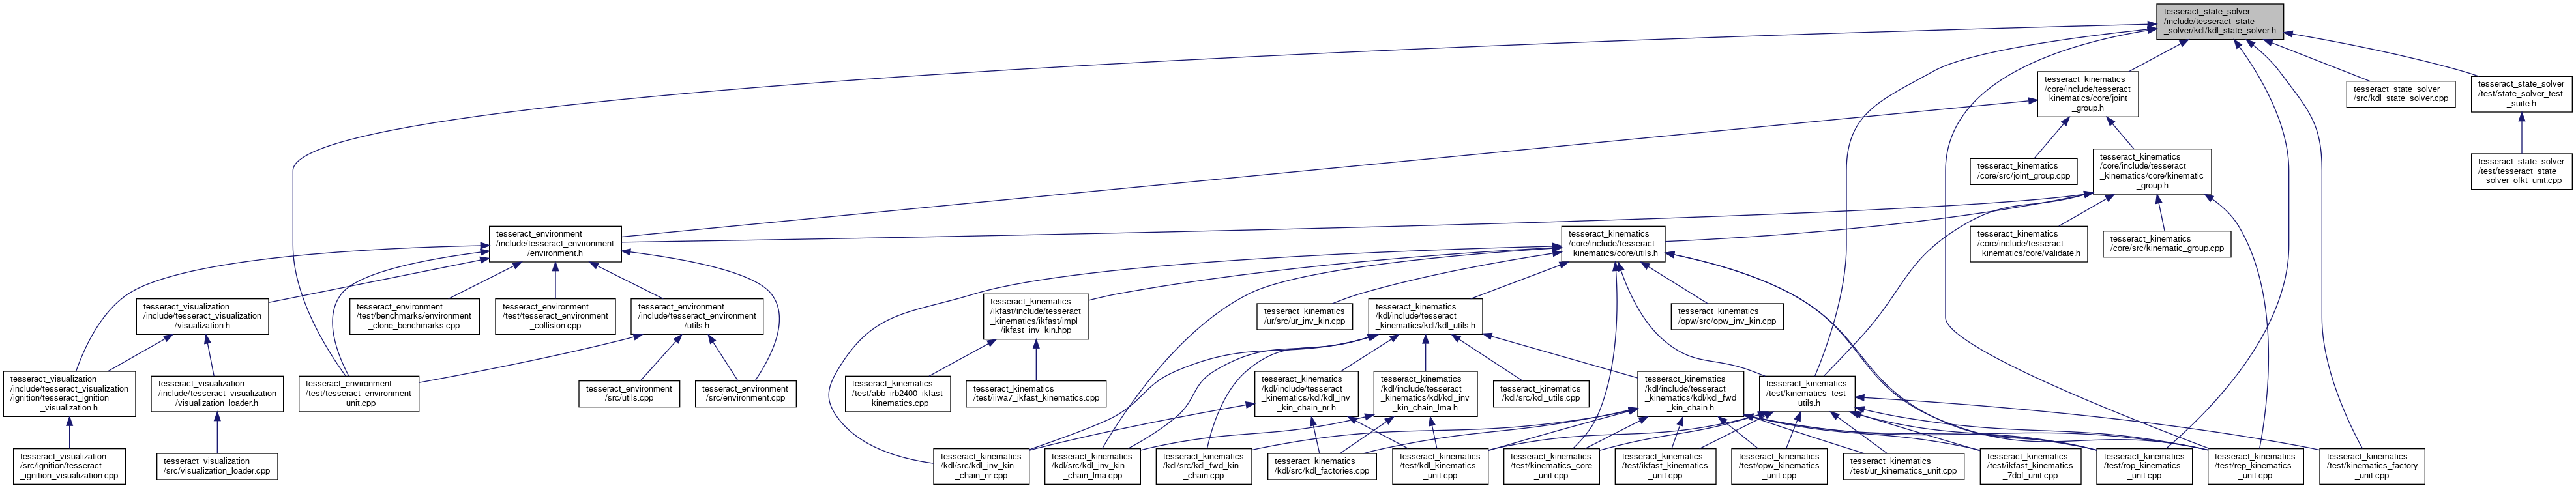 tesseract_state_solver
/include/tesseract_state
_solver/kdl/kdl_state_solver.h
tesseract_kinematics
/core/include/tesseract
_kinematics/core/joint
_group.h
tesseract_state_solver
/src/kdl_state_solver.cpp
tesseract_state_solver
/test/state_solver_test
_suite.h
tesseract_kinematics
/core/src/joint_group.cpp
tesseract_kinematics
/core/include/tesseract
_kinematics/core/kinematic
_group.h
tesseract_state_solver
/test/tesseract_state
_solver_ofkt_unit.cpp
tesseract_environment
/include/tesseract_environment
/environment.h
tesseract_kinematics
/core/include/tesseract
_kinematics/core/utils.h
tesseract_kinematics
/core/include/tesseract
_kinematics/core/validate.h
tesseract_kinematics
/core/src/kinematic_group.cpp
tesseract_visualization
/include/tesseract_visualization
/visualization.h
tesseract_environment
/test/benchmarks/environment
_clone_benchmarks.cpp
tesseract_environment
/test/tesseract_environment
_collision.cpp
tesseract_environment
/include/tesseract_environment
/utils.h
tesseract_kinematics
/ikfast/include/tesseract
_kinematics/ikfast/impl
/ikfast_inv_kin.hpp
tesseract_kinematics
/ur/src/ur_inv_kin.cpp
tesseract_kinematics
/kdl/include/tesseract
_kinematics/kdl/kdl_utils.h
tesseract_kinematics
/opw/src/opw_inv_kin.cpp
tesseract_visualization
/include/tesseract_visualization
/ignition/tesseract_ignition
_visualization.h
tesseract_visualization
/include/tesseract_visualization
/visualization_loader.h
tesseract_environment
/test/tesseract_environment
_unit.cpp
tesseract_environment
/src/utils.cpp
tesseract_environment
/src/environment.cpp
tesseract_kinematics
/test/abb_irb2400_ikfast
_kinematics.cpp
tesseract_kinematics
/test/iiwa7_ikfast_kinematics.cpp
tesseract_kinematics
/kdl/include/tesseract
_kinematics/kdl/kdl_inv
_kin_chain_nr.h
tesseract_kinematics
/kdl/include/tesseract
_kinematics/kdl/kdl_inv
_kin_chain_lma.h
tesseract_kinematics
/kdl/src/kdl_utils.cpp
tesseract_kinematics
/kdl/include/tesseract
_kinematics/kdl/kdl_fwd
_kin_chain.h
tesseract_kinematics
/test/kinematics_test
_utils.h
tesseract_visualization
/src/ignition/tesseract
_ignition_visualization.cpp
tesseract_visualization
/src/visualization_loader.cpp
tesseract_kinematics
/kdl/src/kdl_inv_kin
_chain_nr.cpp
tesseract_kinematics
/kdl/src/kdl_inv_kin
_chain_lma.cpp
tesseract_kinematics
/kdl/src/kdl_fwd_kin
_chain.cpp
tesseract_kinematics
/kdl/src/kdl_factories.cpp
tesseract_kinematics
/test/kdl_kinematics
_unit.cpp
tesseract_kinematics
/test/kinematics_core
_unit.cpp
tesseract_kinematics
/test/ikfast_kinematics
_unit.cpp
tesseract_kinematics
/test/opw_kinematics
_unit.cpp
tesseract_kinematics
/test/ur_kinematics_unit.cpp
tesseract_kinematics
/test/ikfast_kinematics
_7dof_unit.cpp
tesseract_kinematics
/test/rop_kinematics
_unit.cpp
tesseract_kinematics
/test/rep_kinematics
_unit.cpp
tesseract_kinematics
/test/kinematics_factory
_unit.cpp